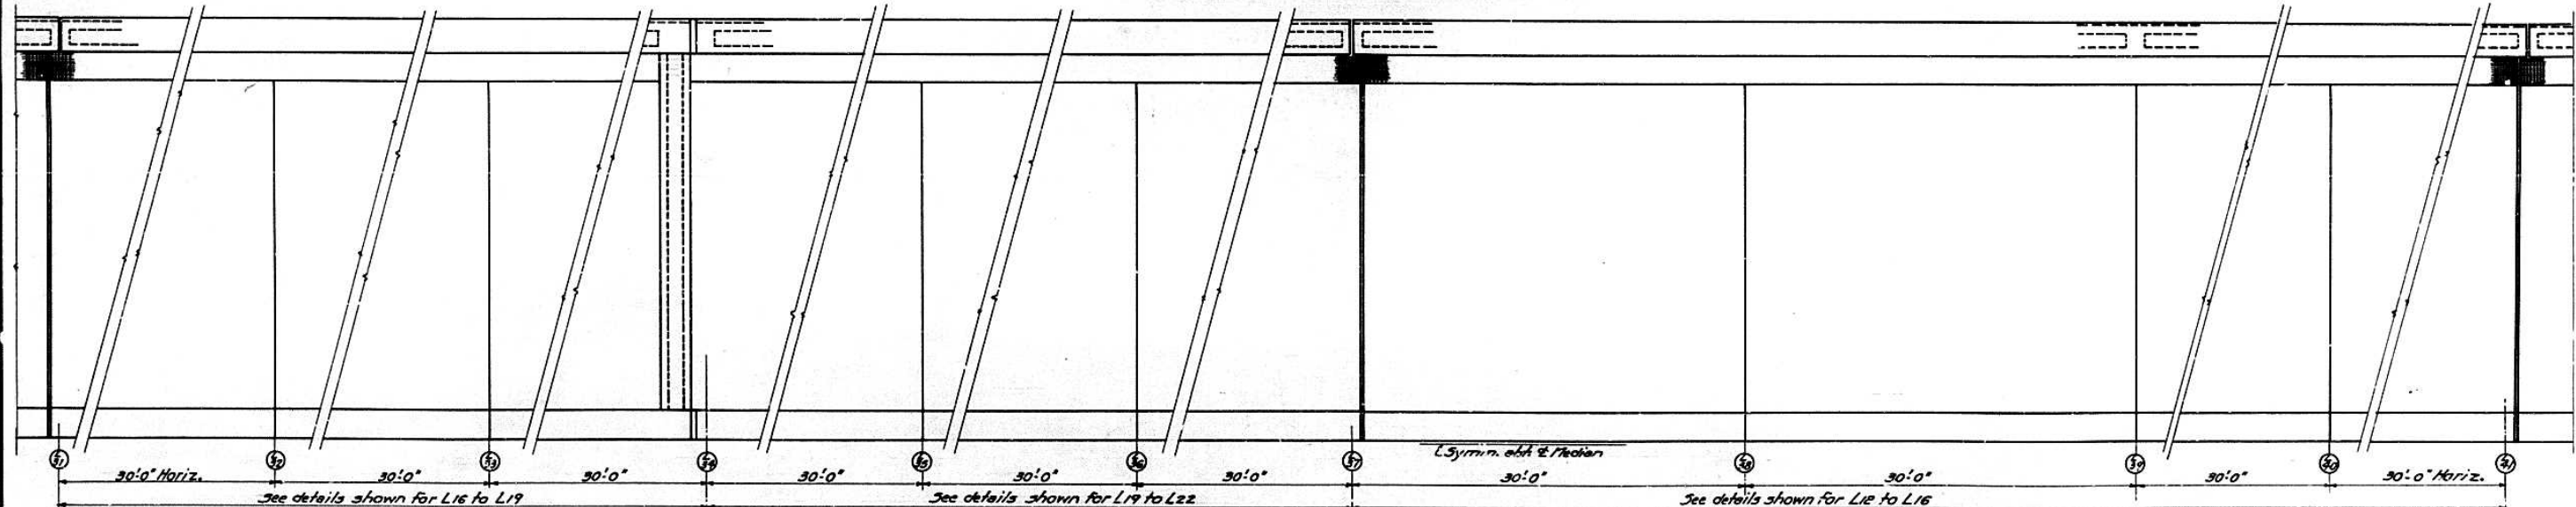 ⌊Symm. abt ℄ Median
30'-0" Horiz.
30'-0"
30'-0"
30'-0"
30'-0"
30'-0"
30'-0"
30'-0"
30'-0"
30'-0" Horiz.
See details shown for L16 to L19
See details shown for L19 to L22
See details shown for L12 to L16